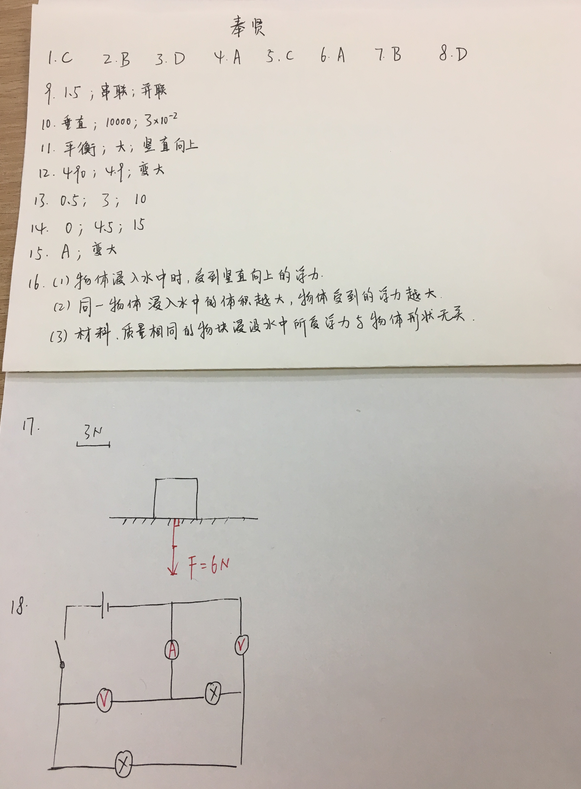 奉贤
1. C 2. B 3. D 4. A 5. C 6. A 7. B 8. D
9. 1.5；串联；并联
10. 垂直；10000；3×10⁻²
11. 平衡；大；竖直向上
12. 490；4.9；变大
13. 0.5；3；10
14. 0；4.5；15
15. A；变大
16. (1) 物体浸入水中时，受到竖直向上的浮力.
(2) 同一物体浸入水中的体积越大，物体受到的浮力越大.
(3) 材料、质量相同的物块浸没水中所受浮力与物体形状无关.
17.
3N
F=6N
18.
A
V
V
X
X